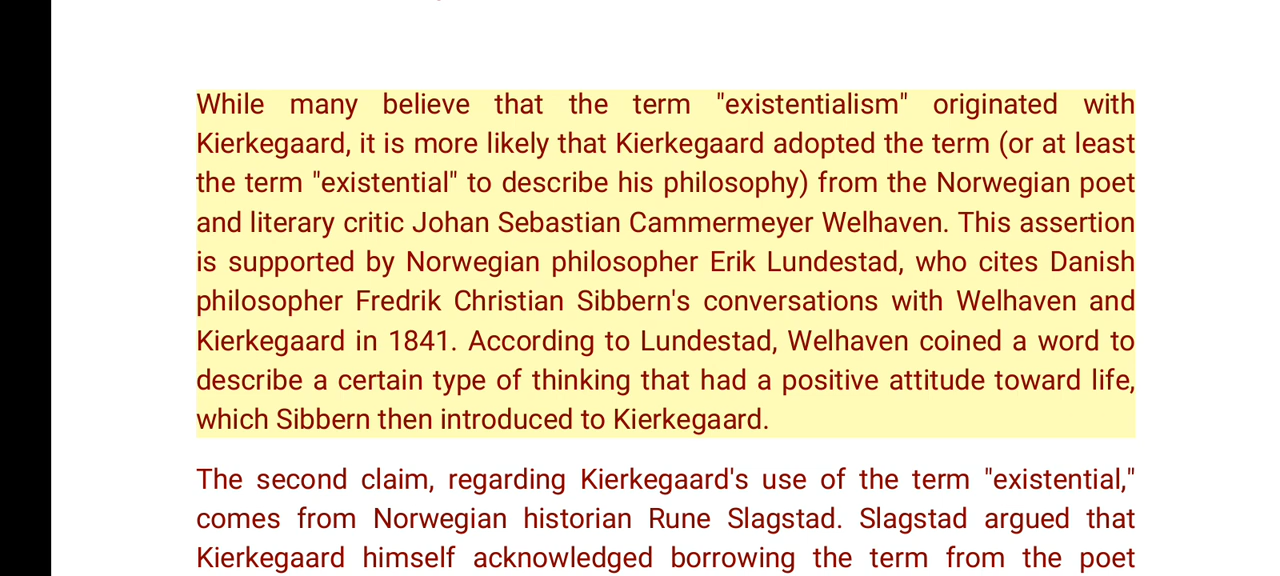 While many believe that the term "existentialism" originated with
Kierkegaard, it is more likely that Kierkegaard adopted the term (or at least
the term "existential" to describe his philosophy) from the Norwegian poet
and literary critic Johan Sebastian Cammermeyer Welhaven. This assertion
is supported by Norwegian philosopher Erik Lundestad, who cites Danish
philosopher Fredrik Christian Sibbern's conversations with Welhaven and
Kierkegaard in 1841. According to Lundestad, Welhaven coined a word to
describe a certain type of thinking that had a positive attitude toward life,
which Sibbern then introduced to Kierkegaard.
The second claim, regarding Kierkegaard's use of the term "existential,"
comes from Norwegian historian Rune Slagstad. Slagstad argued that
Kierkegaard himself acknowledged borrowing the term from the poet